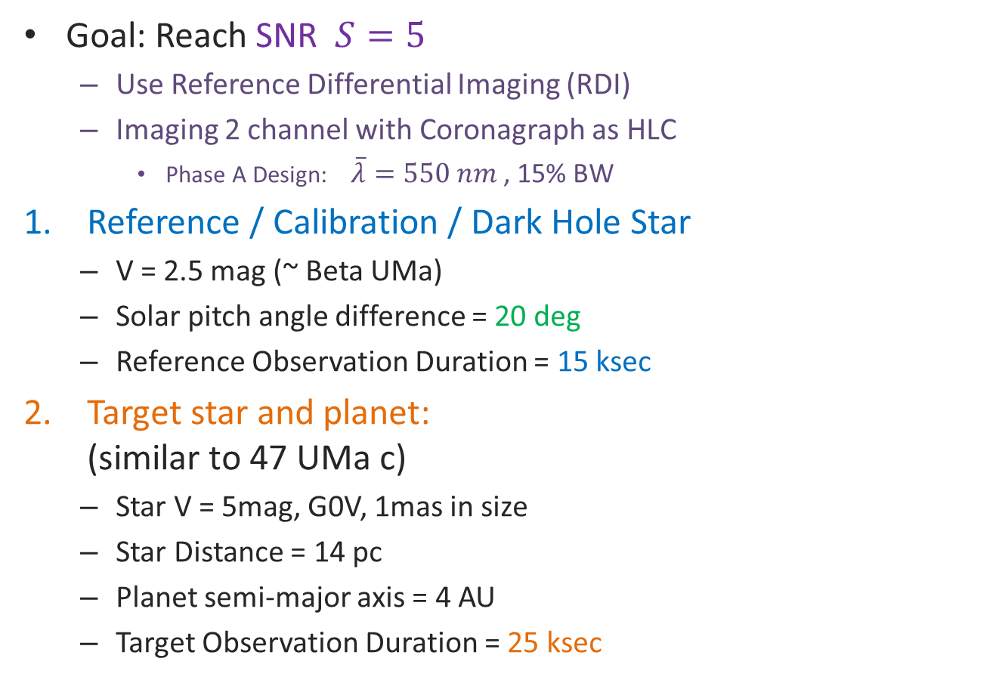 • Goal: Reach SNR S = 5
– Use Reference Differential Imaging (RDI)
– Imaging 2 channel with Coronagraph as HLC
• Phase A Design: λ̄ = 550 nm , 15% BW
1. Reference / Calibration / Dark Hole Star
– V = 2.5 mag (~ Beta UMa)
– Solar pitch angle difference = 20 deg
– Reference Observation Duration = 15 ksec
2. Target star and planet:
(similar to 47 UMa c)
– Star V = 5mag, G0V, 1mas in size
– Star Distance = 14 pc
– Planet semi-major axis = 4 AU
– Target Observation Duration = 25 ksec